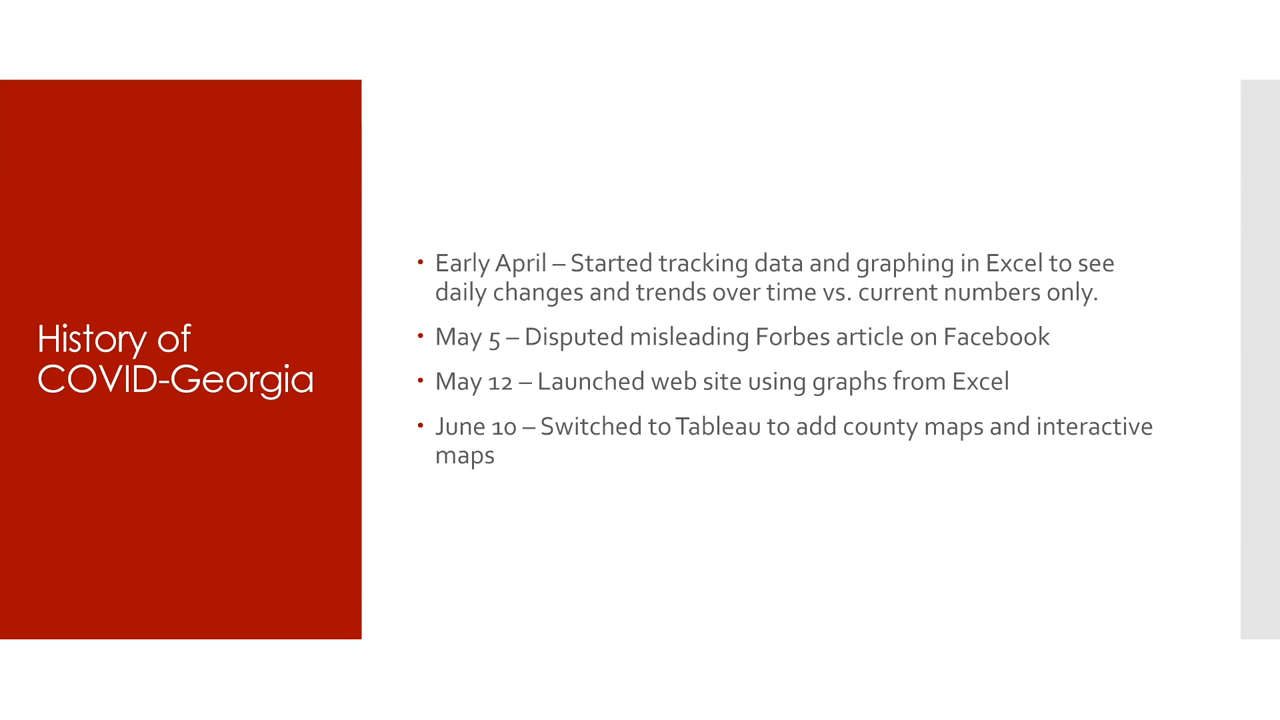 History of
COVID-Georgia
• Early April – Started tracking data and graphing in Excel to see
daily changes and trends over time vs. current numbers only.
• May 5 – Disputed misleading Forbes article on Facebook
• May 12 – Launched web site using graphs from Excel
• June 10 – Switched to Tableau to add county maps and interactive
maps